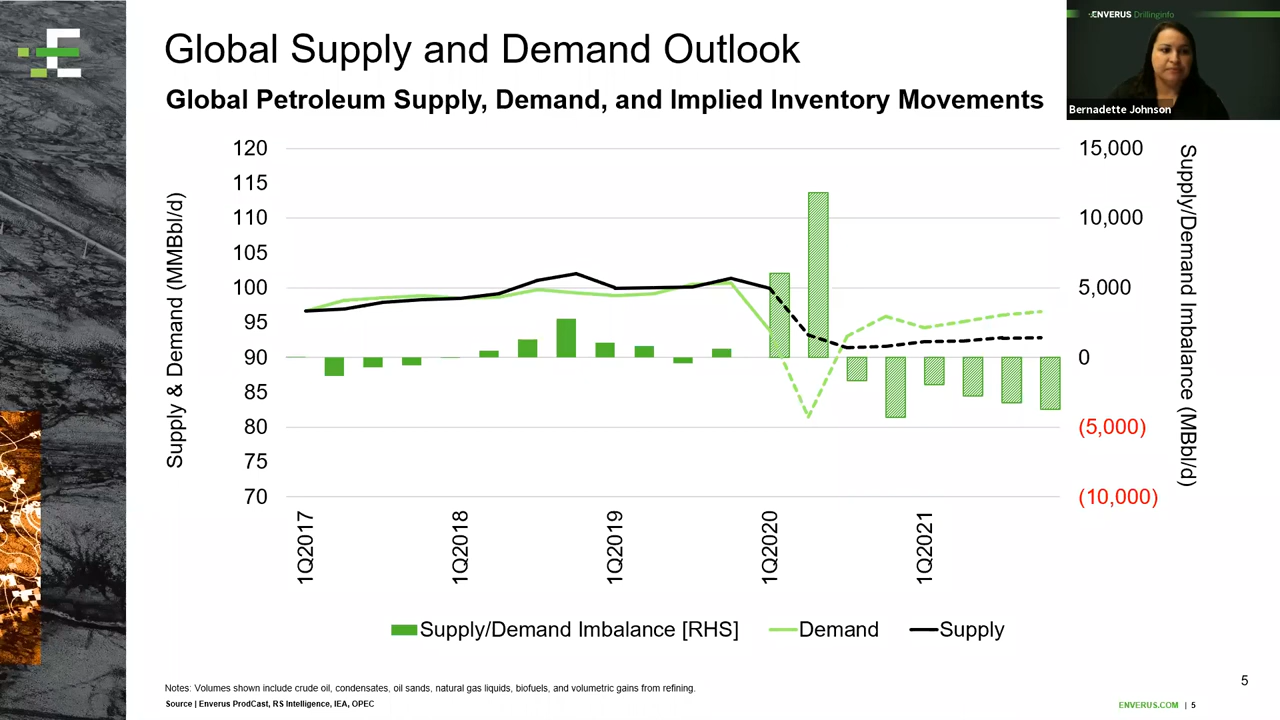 Global Supply and Demand Outlook
ENVERUS Drillinginfo
Bernadette Johnson
Global Petroleum Supply, Demand, and Implied Inventory Movements
Supply & Demand (MMBbl/d)
120
115
110
105
100
95
90
85
80
75
70
15,000
10,000
5,000
0
(5,000)
(10,000)
Supply/Demand Imbalance (MBbl/d)
1Q2017
1Q2018
1Q2019
1Q2020
1Q2021
Supply/Demand Imbalance [RHS]
Demand
Supply
Notes: Volumes shown include crude oil, condensates, oil sands, natural gas liquids, biofuels, and volumetric gains from refining.
Source | Enverus ProdCast, RS Intelligence, IEA, OPEC
5
ENVERUS.COM | 5